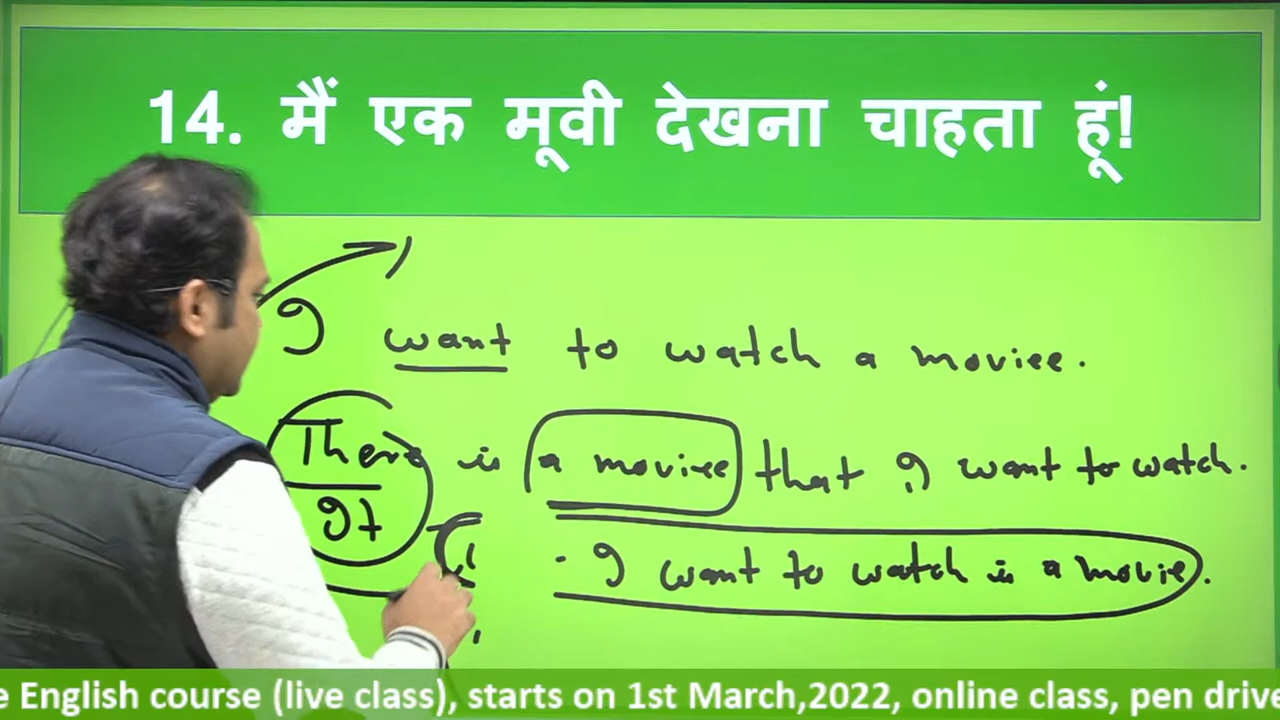 14. मैं एक मूवी देखना चाहता हूं!
I want to watch a moviee.
There is a moviee that I want to watch.
It
. I want to watch is a movie.
e English course (live class), starts on 1st March,2022, online class, pen drive